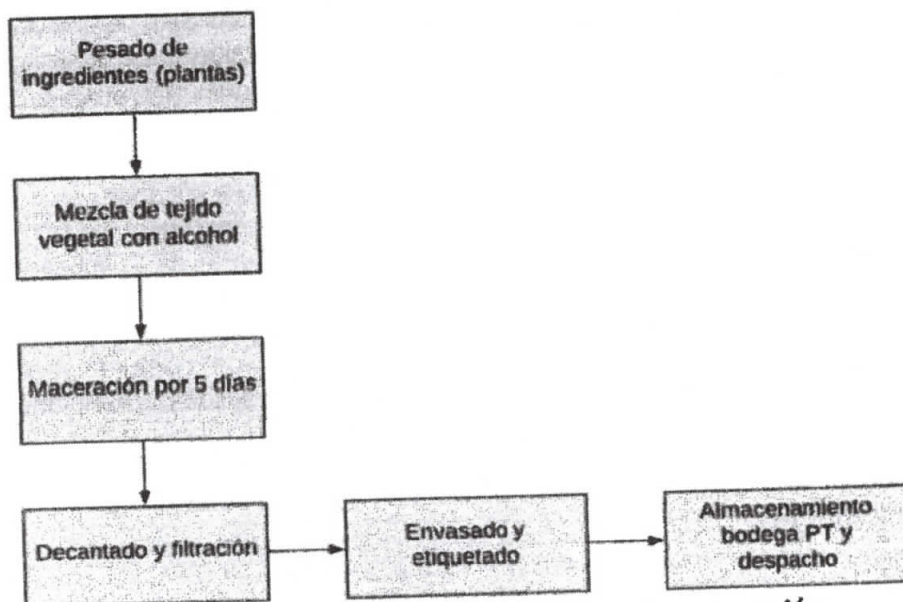 Pesado de
ingredientes (plantas)
Mezcla de tejido
vegetal con alcohol
Maceración por 5 días
Decantado y filtración
Envasado y
etiquetado
Almacenamiento
bodega PT y
despacho